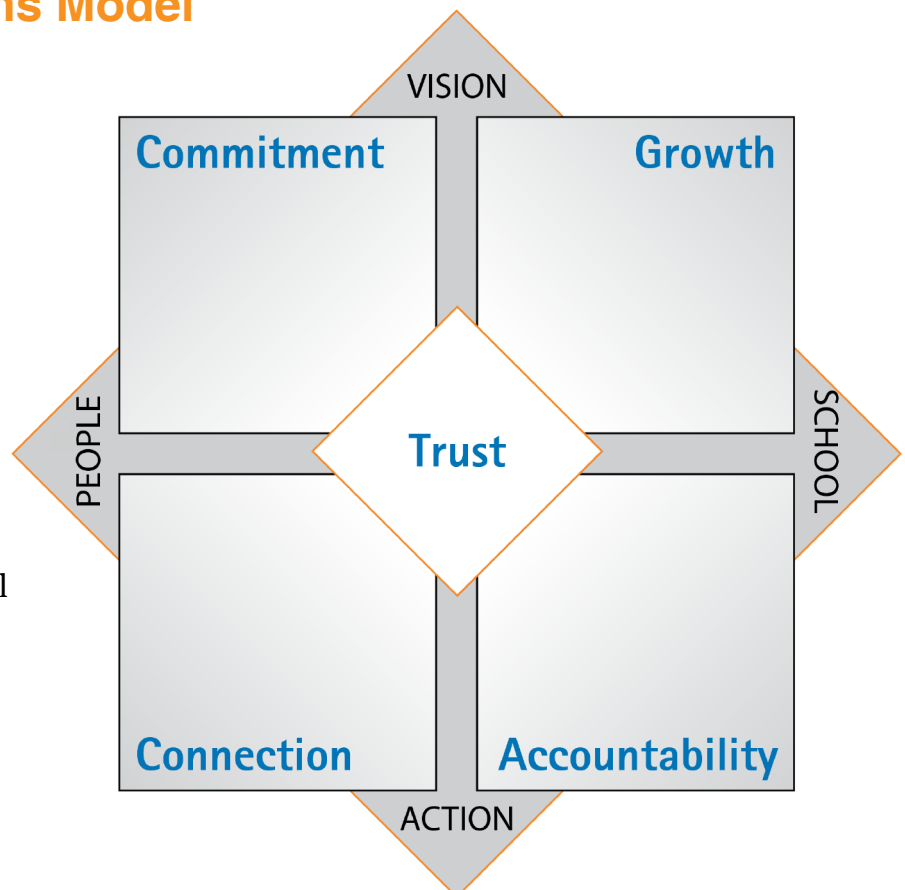 ns Model
VISION
Commitment
Growth
PEOPLE
Trust
SCHOOL
l
Connection
Accountability
ACTION